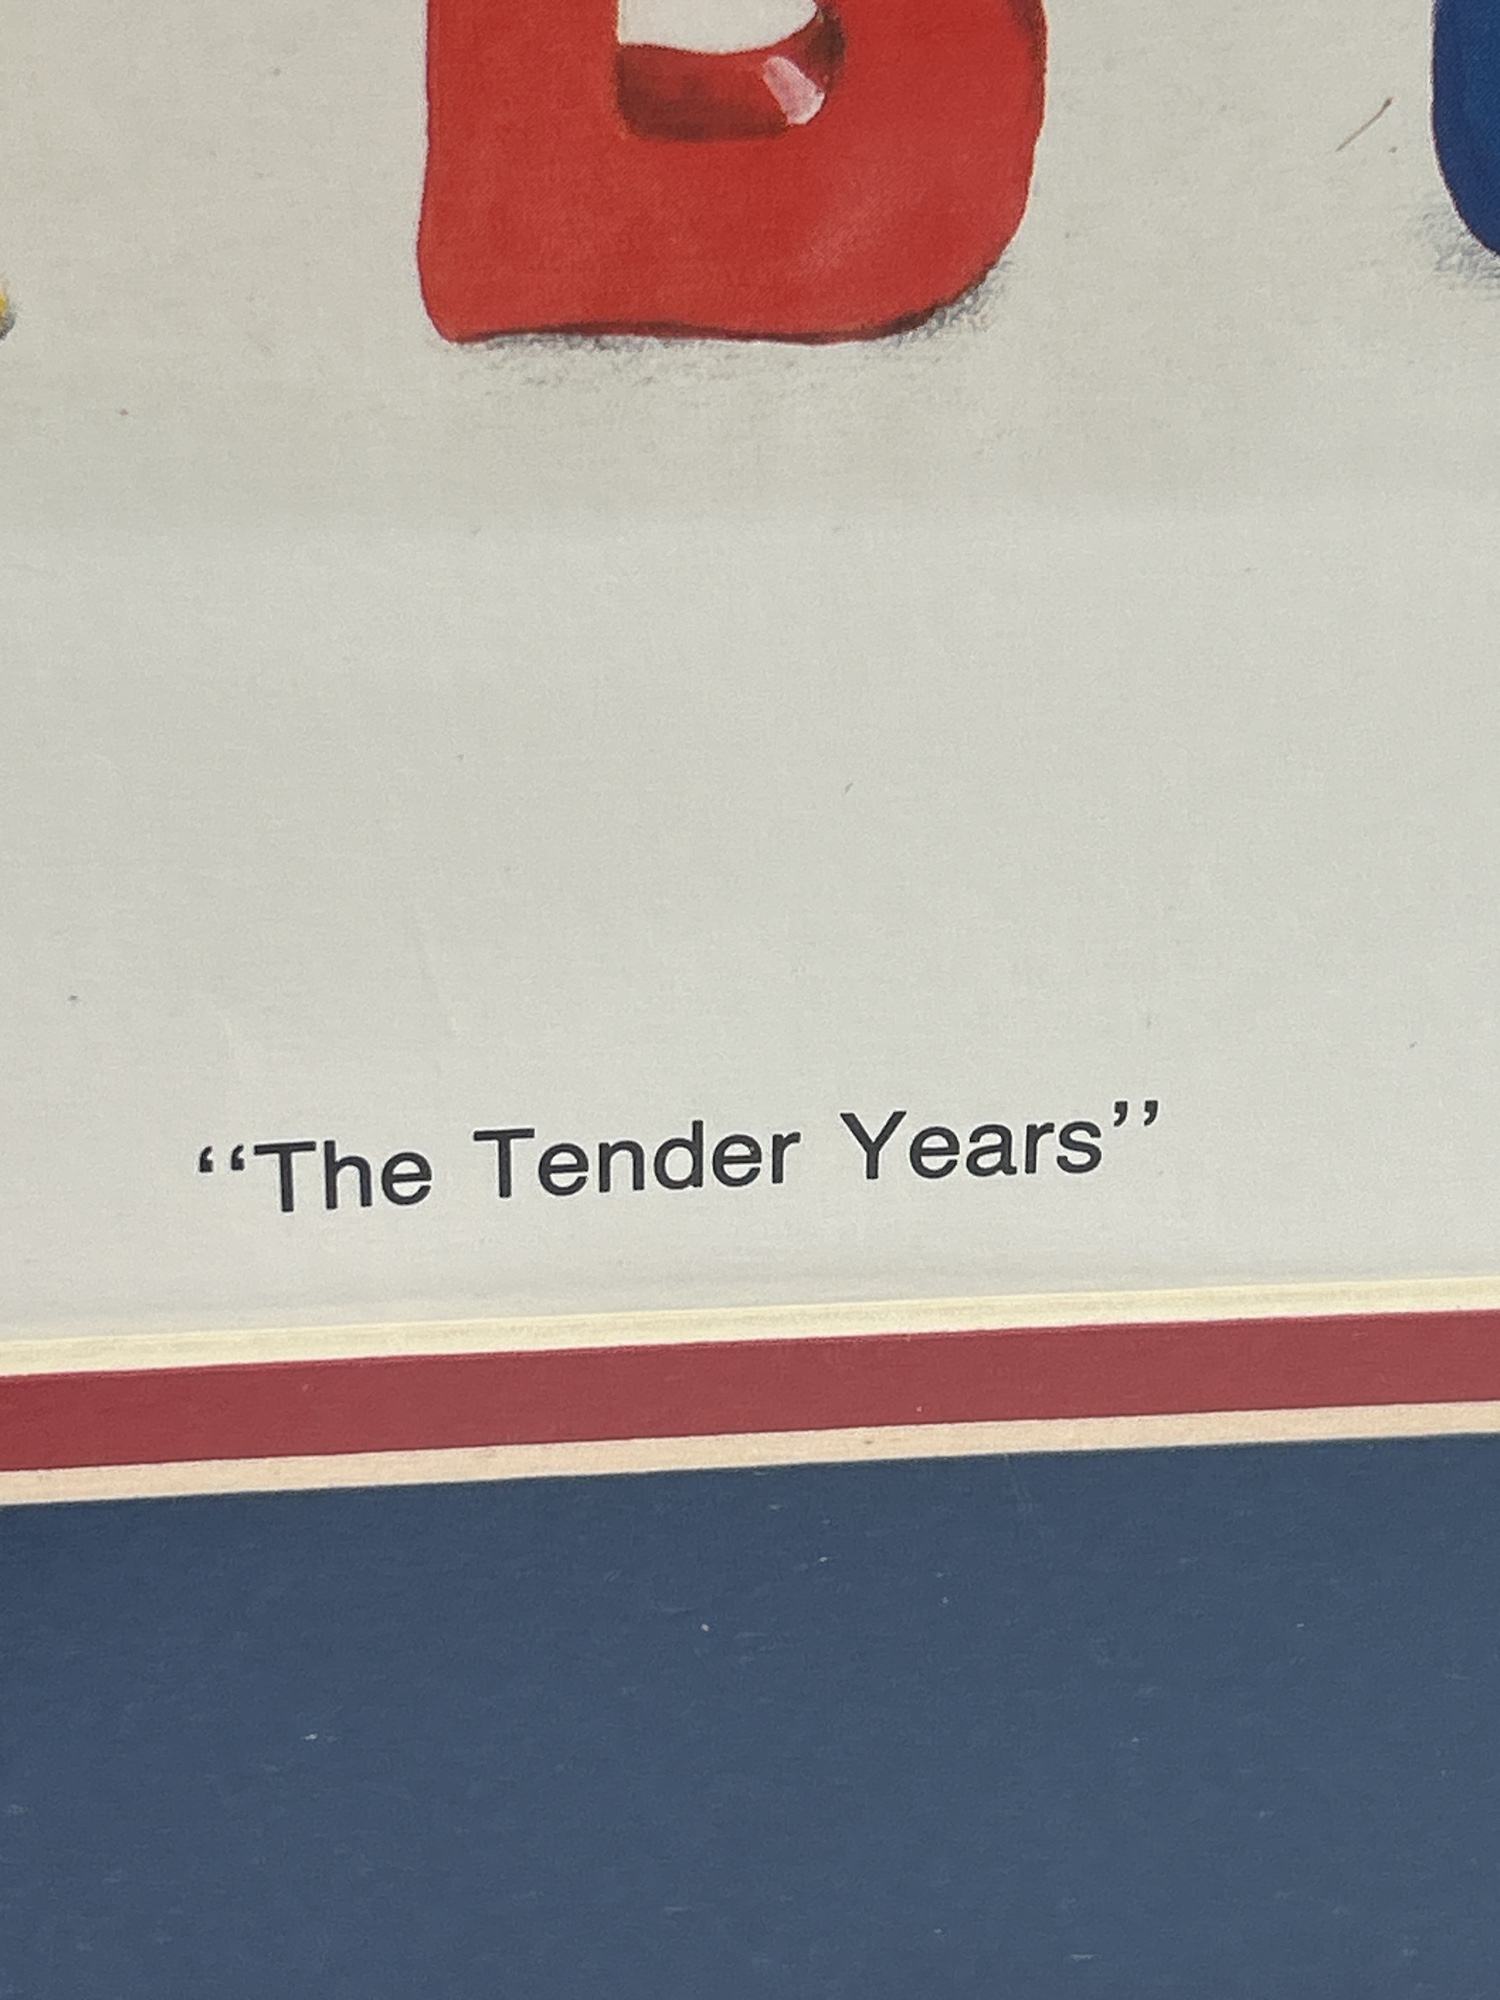 B
“The Tender Years”